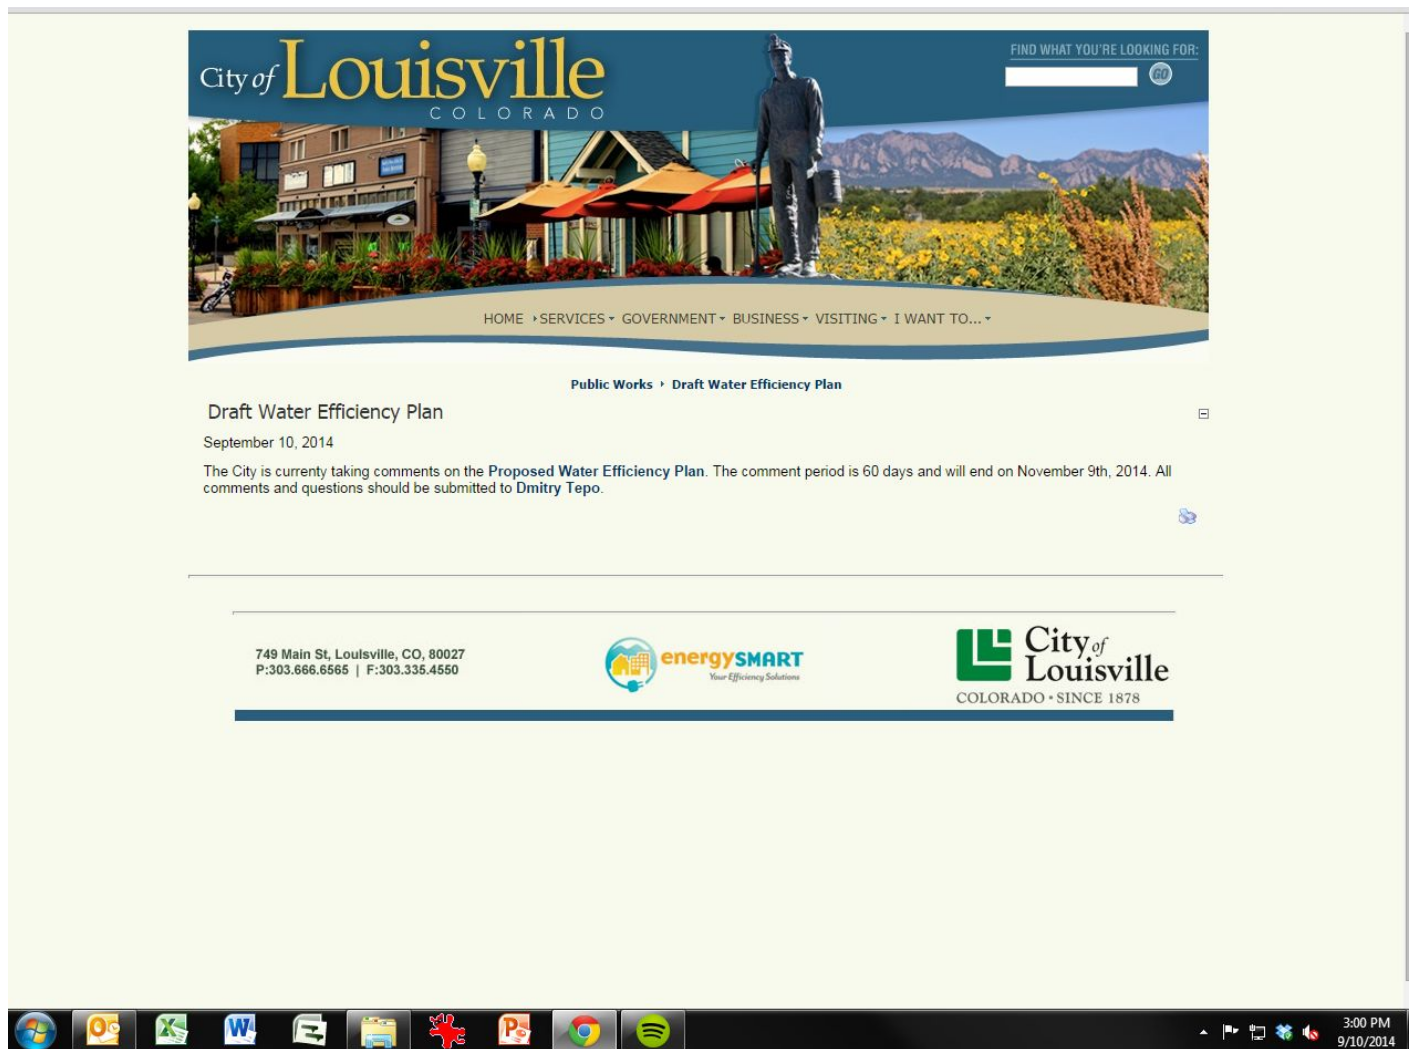 City of Louisville
COLORADO
FIND WHAT YOU'RE LOOKING FOR:
GO
HOME SERVICES GOVERNMENT BUSINESS VISITING I WANT TO...
Public Works Draft Water Efficiency Plan
Draft Water Efficiency Plan
September 10, 2014
The City is currenty taking comments on the Proposed Water Efficiency Plan. The comment period is 60 days and will end on November 9th, 2014. All
comments and questions should be submitted to Dmitry Tepo.
749 Main St, Louisville, CO, 80027
P:303.666.6565 | F:303.335.4550
energySMART
Your Efficiency Solutions
City of
Louisville
COLORADO • SINCE 1878
3:00 PM
9/10/2014